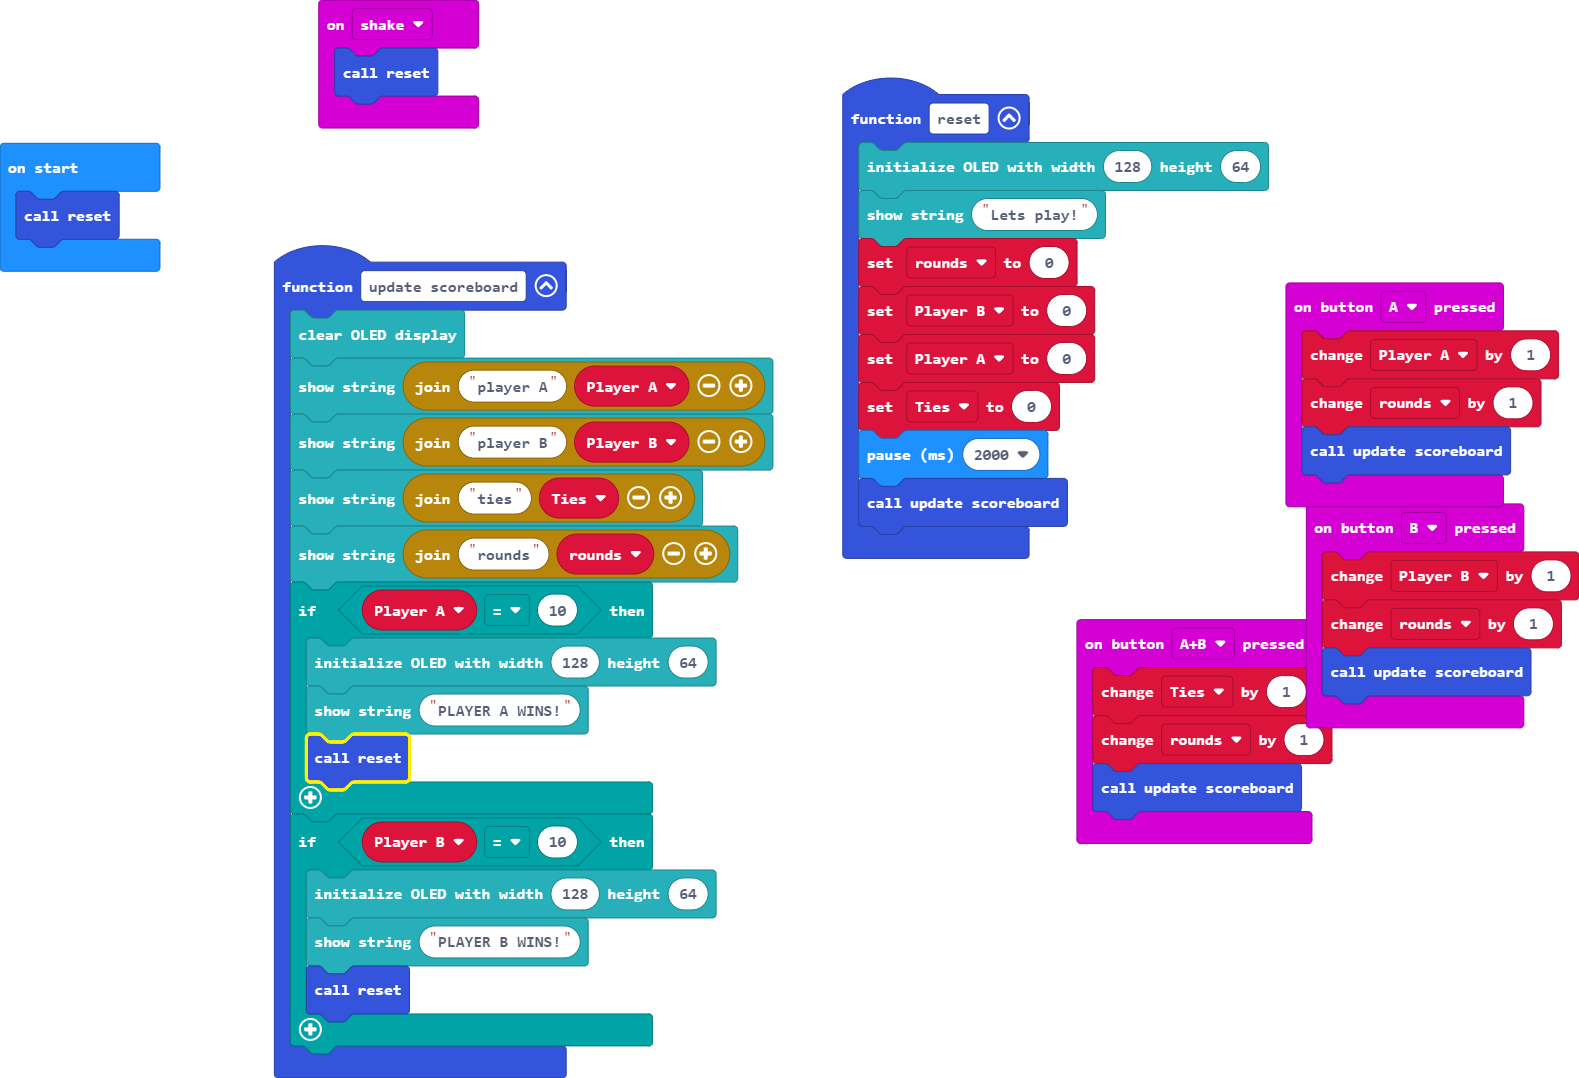 on shake
call reset
on start
call reset
function update scoreboard
clear OLED display
show string join "player A" Player A
show string join "player B" Player B
show string join "ties" Ties
show string join "rounds" rounds
if Player A = 10 then
initialize OLED with width 128 height 64
show string "PLAYER A WINS!"
call reset
if Player B = 10 then
initialize OLED with width 128 height 64
show string "PLAYER B WINS!"
call reset
function reset
initialize OLED with width 128 height 64
show string "Lets play!"
set rounds to 0
set Player B to 0
set Player A to 0
set Ties to 0
pause (ms) 2000
call update scoreboard
on button A pressed
change Player A by 1
change rounds by 1
call update scoreboard
on button B pressed
change Player B by 1
change rounds by 1
call update scoreboard
on button A+B pressed
change Ties by 1
change rounds by 1
call update scoreboard